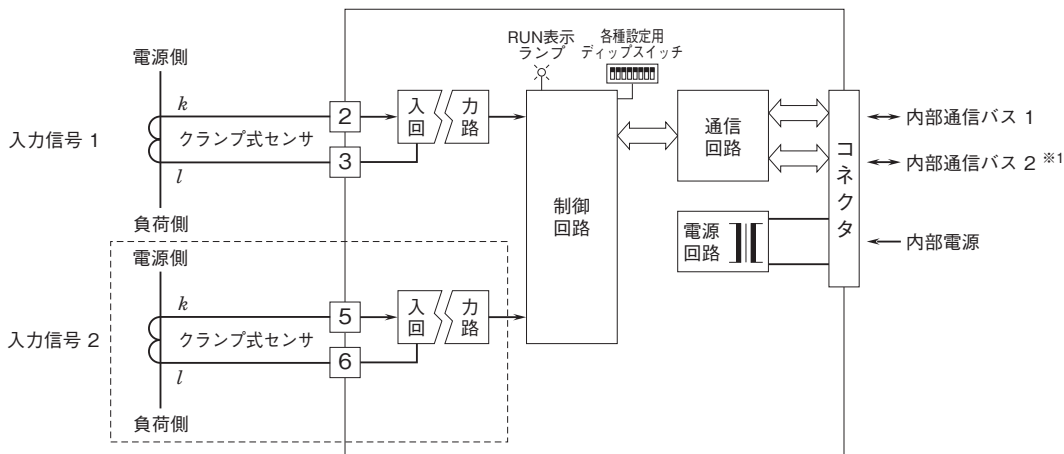 RUN表示
ランプ
各種設定用
ディップスイッチ
電源側
k
入力信号 1
クランプ式センサ
l
負荷側
2
3
入 力
回 路
制御
回路
通信
回路
電源
回路
コネクタ
内部通信バス 1
内部通信バス 2 ※1
内部電源
電源側
k
入力信号 2
クランプ式センサ
l
負荷側
5
6
入 力
回 路